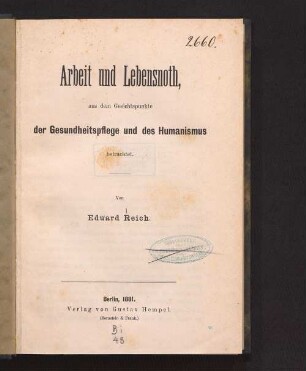 2660.
Arbeit und Lebensnoth,
aus dem Gesichtspunkte
der Gesundheitspflege und des Humanismus
betrachtet.
Von
Eduard Reich.
Berlin, 1881.
Verlag von Gustav Hempel.
(Bernstein & Frank.)